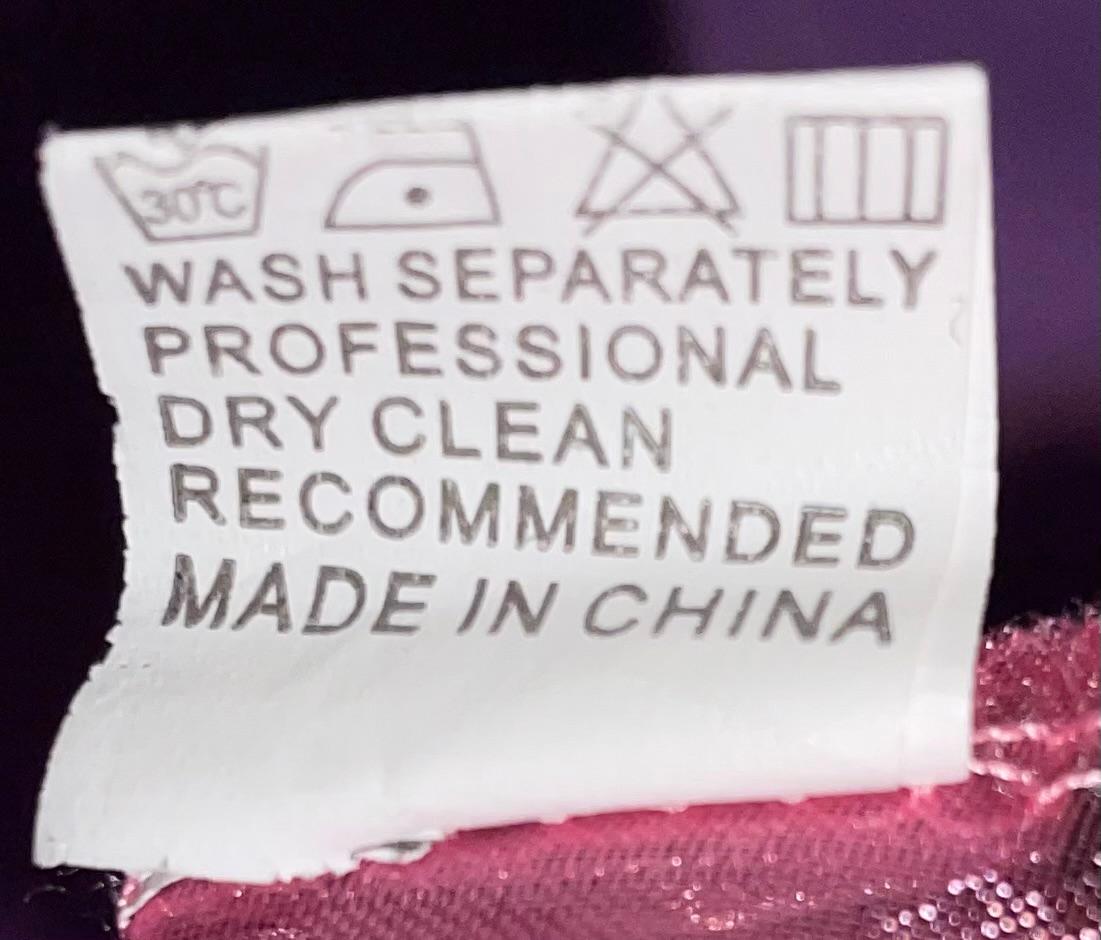 30°C
WASH SEPARATELY
PROFESSIONAL
DRY CLEAN
RECOMMENDED
MADE IN CHINA